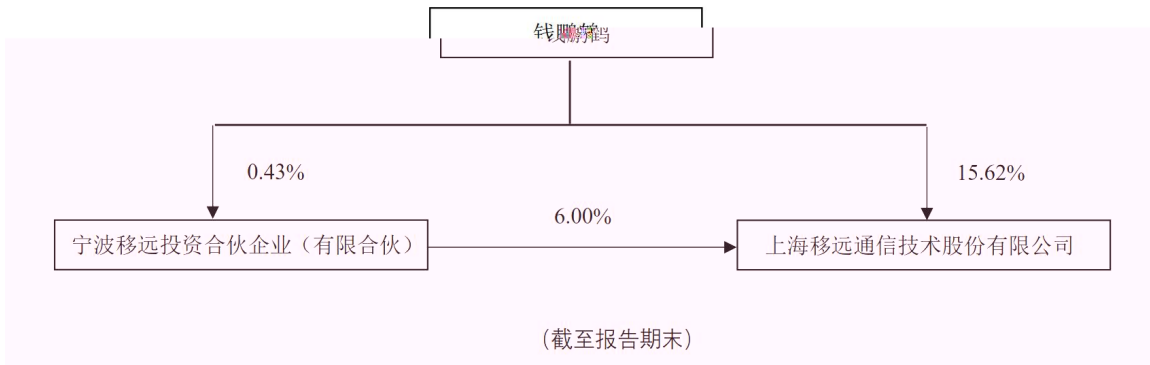 钱鹏鹤
0.43%
15.62%
6.00%
宁波移远投资合伙企业（有限合伙）
上海移远通信技术股份有限公司
（截至报告期末）